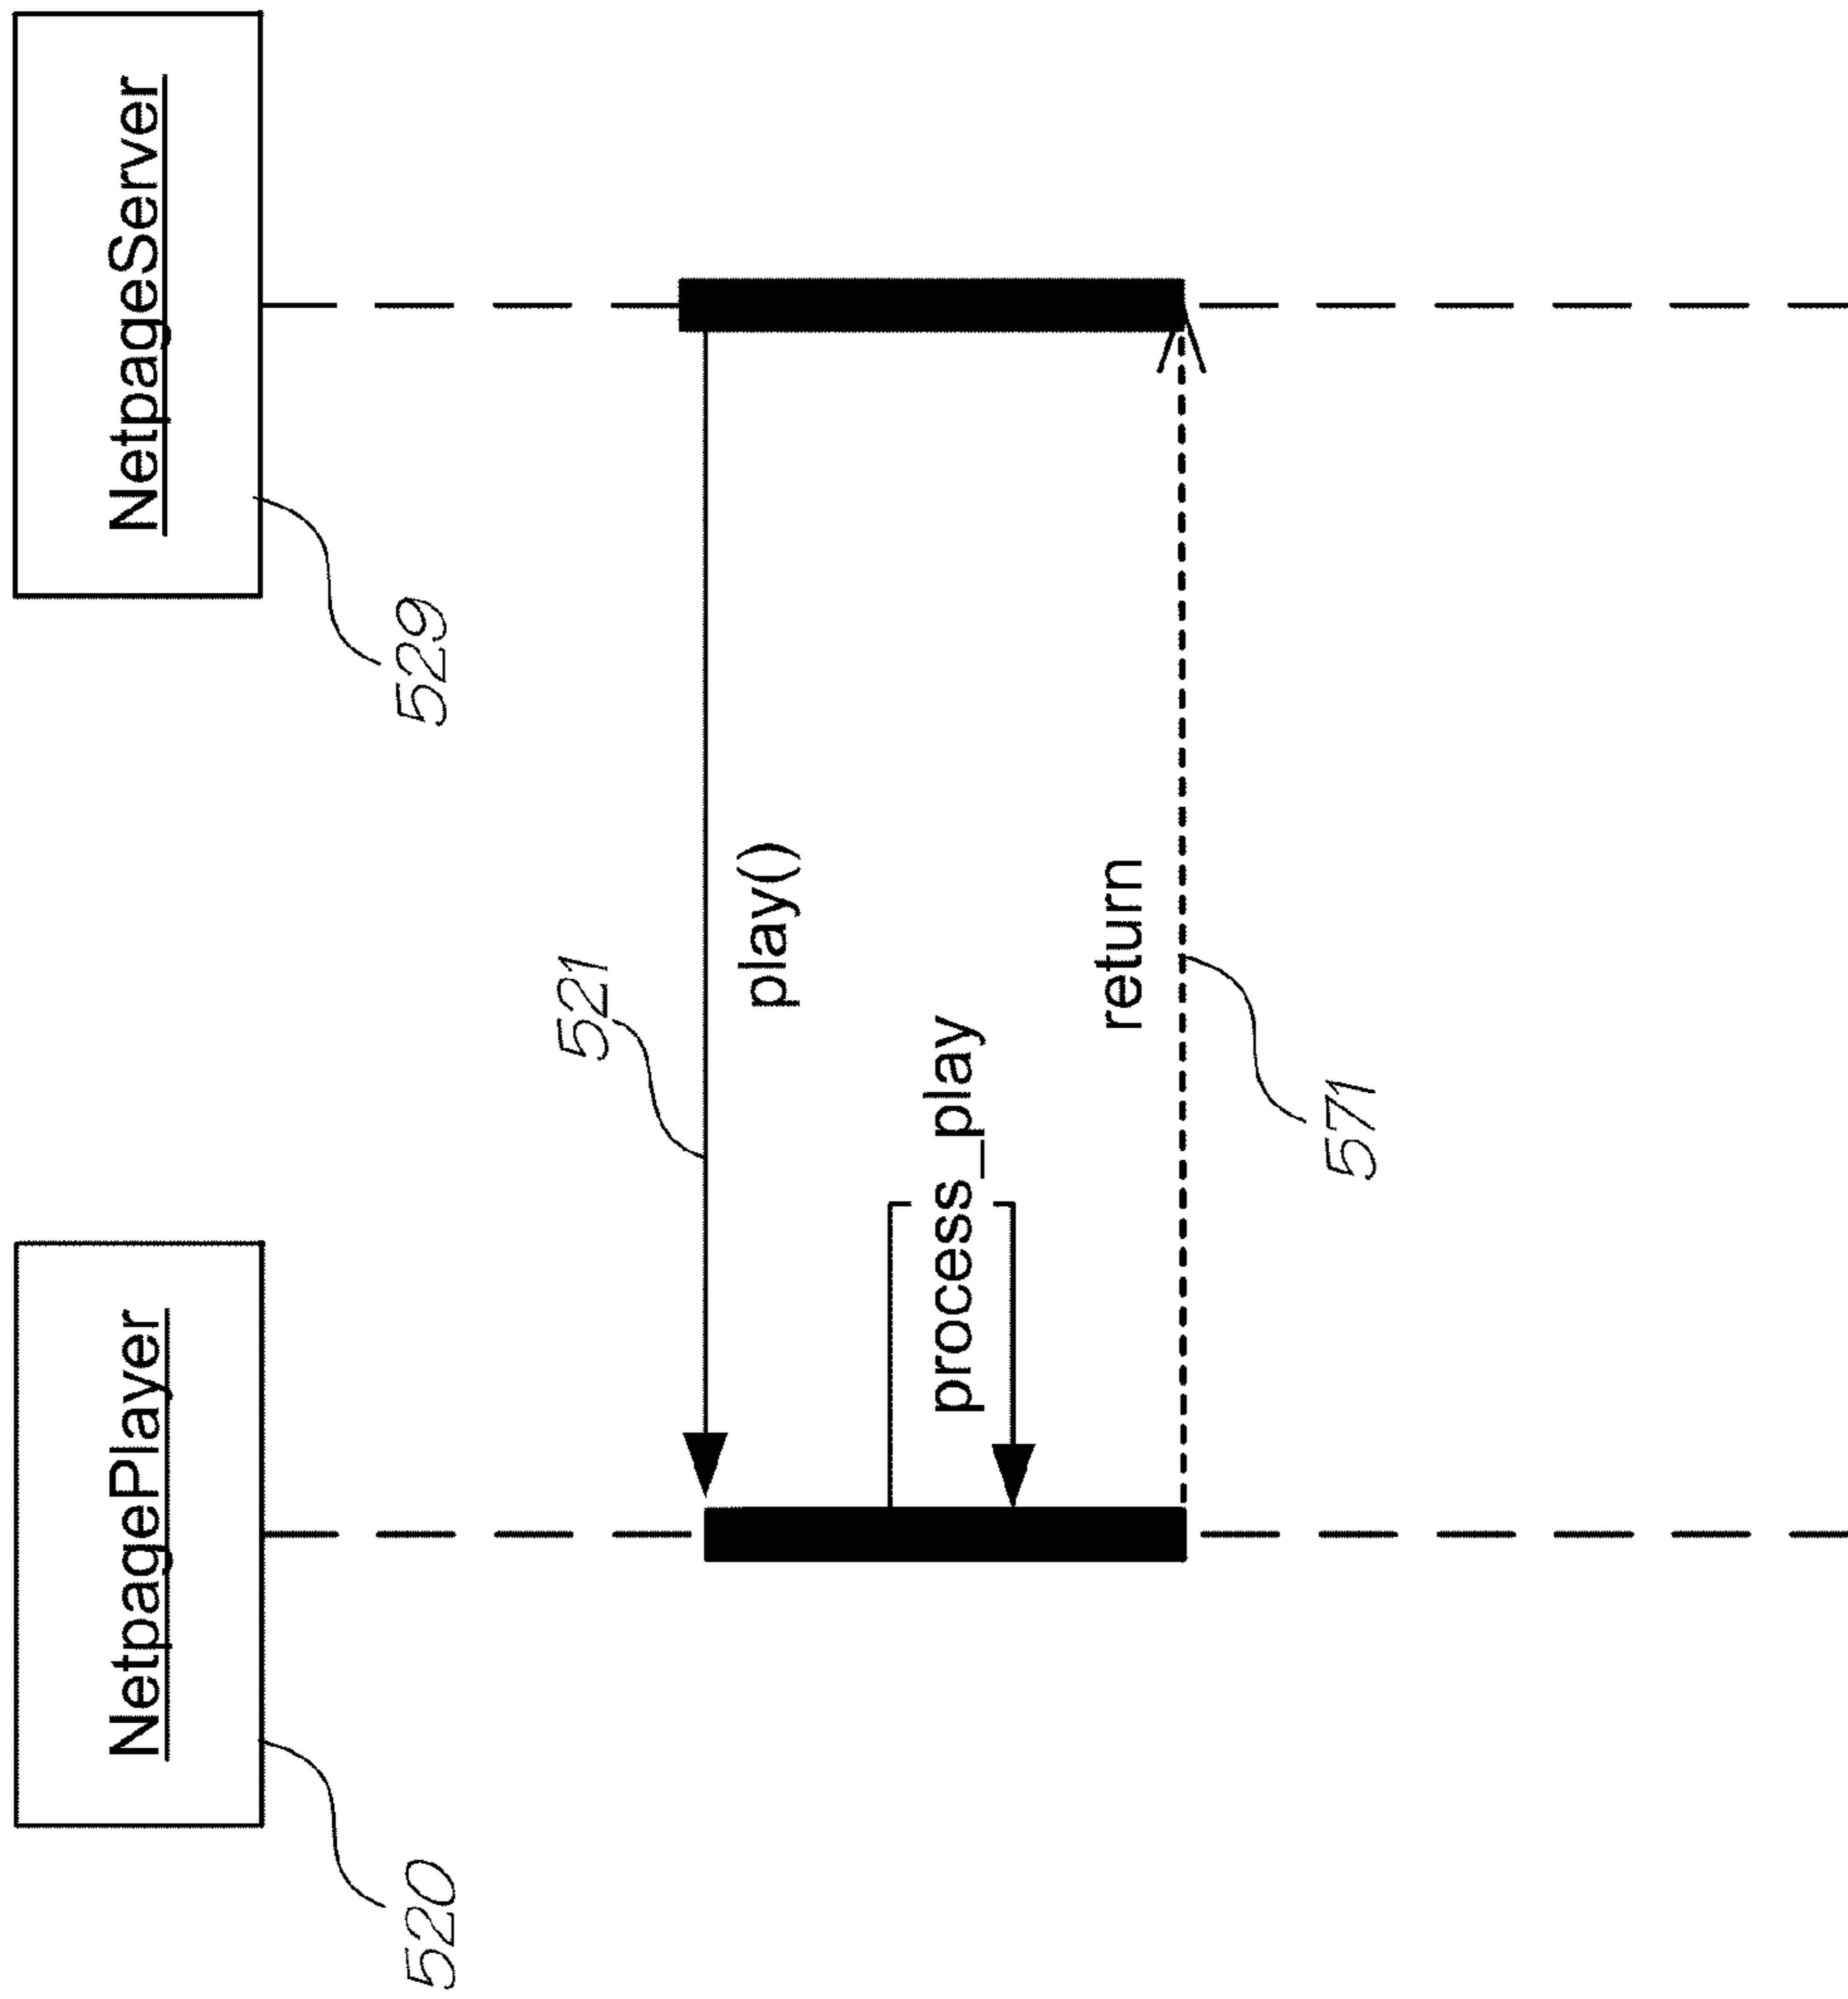 NetpagePlayer
NetpageServer
520
529
521
play()
process_play
return
571